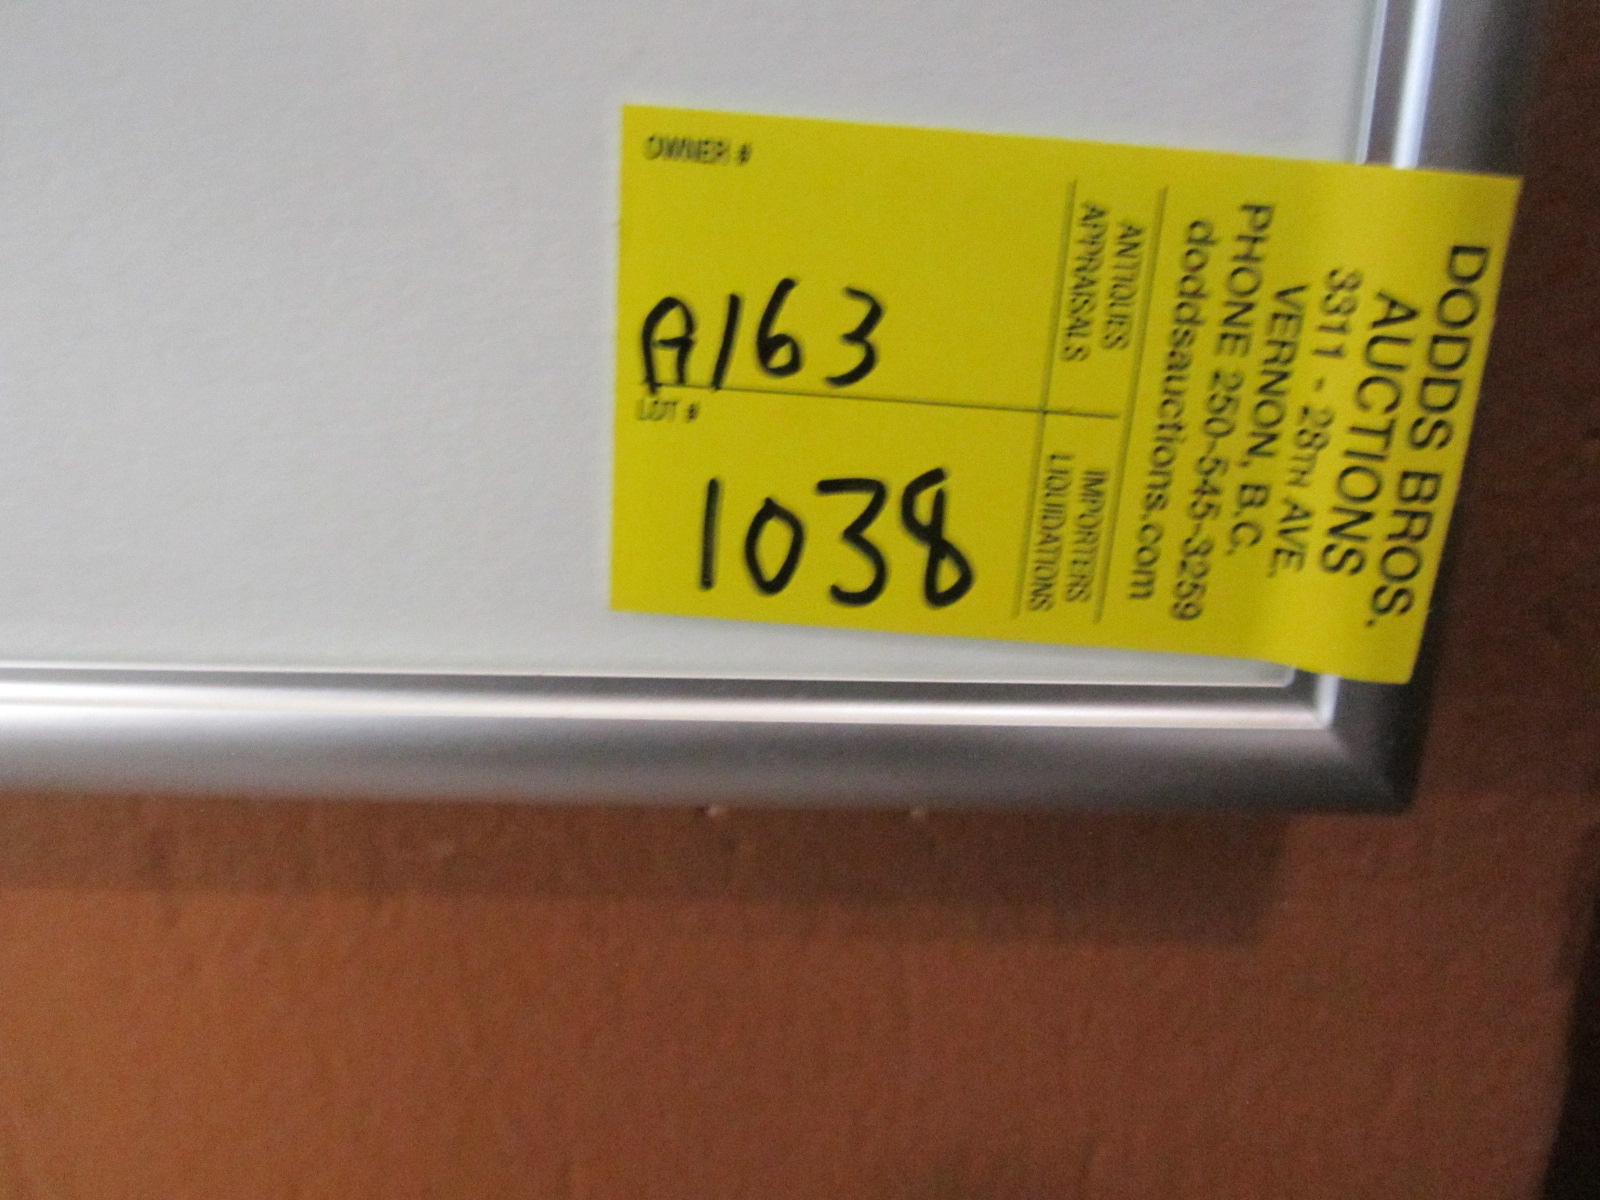 DODDS BROS.
AUCTIONS
3311 - 28TH AVE.
VERNON, B.C.
PHONE 250-545-3259
doddsauctions.com
ANTIQUES
APPRAISALS
IMPORTERS
LIQUIDATIONS
OWNER #
A163
LOT #
1038